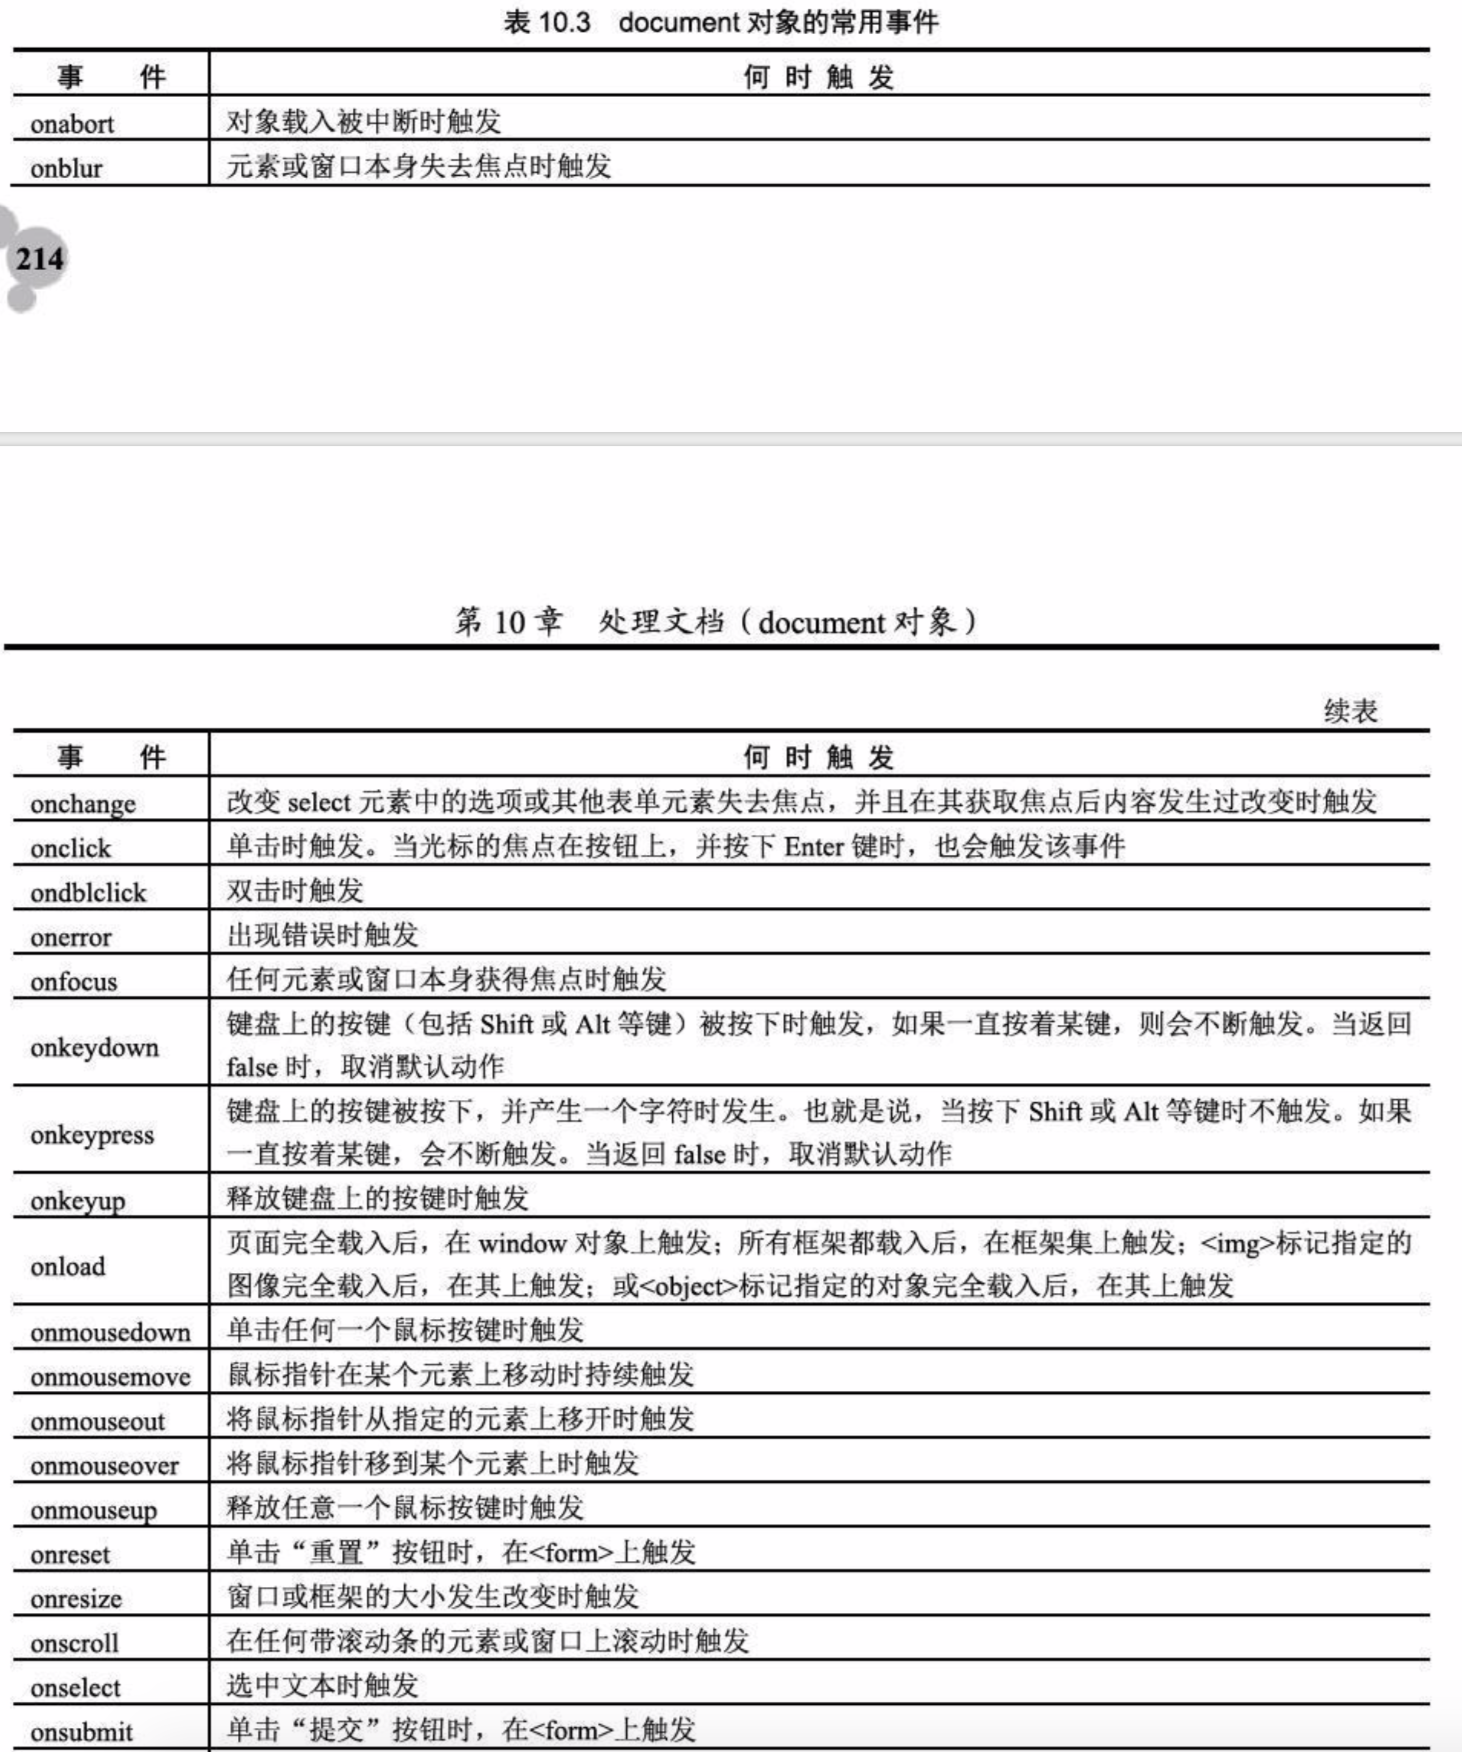 表 10.3 document 对象的常用事件
事 件 何 时 触 发
onabort 对象载入被中断时触发
onblur 元素或窗口本身失去焦点时触发
214
第 10 章 处理文档（document 对象）
续表
事 件 何 时 触 发
onchange 改变 select 元素中的选项或其他表单元素失去焦点，并且在其获取焦点后内容发生过改变时触发
onclick 单击时触发。当光标的焦点在按钮上，并按下 Enter 键时，也会触发该事件
ondblclick 双击时触发
onerror 出现错误时触发
onfocus 任何元素或窗口本身获得焦点时触发
onkeydown 键盘上的按键（包括 Shift 或 Alt 等键）被按下时触发，如果一直按着某键，则会不断触发。当返回
false 时，取消默认动作
onkeypress 键盘上的按键被按下，并产生一个字符时发生。也就是说，当按下 Shift 或 Alt 等键时不触发。如果
一直按着某键，会不断触发。当返回 false 时，取消默认动作
onkeyup 释放键盘上的按键时触发
onload 页面完全载入后，在 window 对象上触发；所有框架都载入后，在框架集上触发；<img>标记指定的
图像完全载入后，在其上触发；或<object>标记指定的对象完全载入后，在其上触发
onmousedown 单击任何一个鼠标按键时触发
onmousemove 鼠标指针在某个元素上移动时持续触发
onmouseout 将鼠标指针从指定的元素上移开时触发
onmouseover 将鼠标指针移到某个元素上时触发
onmouseup 释放任意一个鼠标按键时触发
onreset 单击“重置”按钮时，在<form>上触发
onresize 窗口或框架的大小发生改变时触发
onscroll 在任何带滚动条的元素或窗口上滚动时触发
onselect 选中文本时触发
onsubmit 单击“提交”按钮时，在<form>上触发